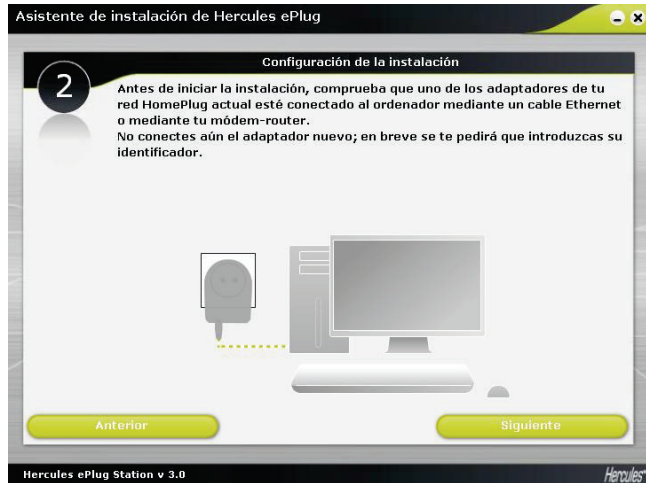 Asistente de instalación de Hercules ePlug
Configuración de la instalación
2
Antes de iniciar la instalación, comprueba que uno de los adaptadores de tu
red HomePlug actual esté conectado al ordenador mediante un cable Ethernet
o mediante tu módem-router.
No conectes aún el adaptador nuevo; en breve se te pedirá que introduzcas su
identificador.
Anterior
Siguiente
Hercules ePlug Station v 3.0
Hercules